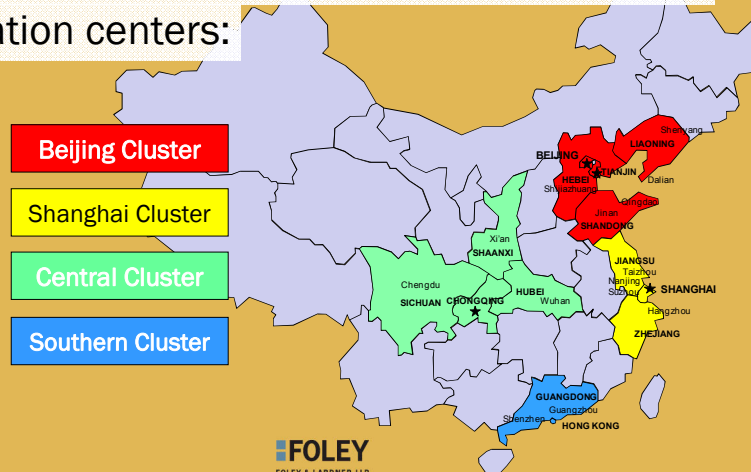 ation centers:
Beijing Cluster
Shanghai Cluster
Central Cluster
Southern Cluster
Shenyang
LIAONING
BEIJING
TIANJIN
HEBEI
Shijiazhuang
Dalian
Qingdao
Jinan
SHANDONG
Xi'an
SHAANXI
JIANGSU
Taizhou
Nanjing
Suzhou
SHANGHAI
Chengdu
SICHUAN
CHONGQING
HUBEI
Wuhan
Hangzhou
ZHEJIANG
GUANGDONG
Guangzhou
Shenzhen
HONG KONG
FOLEY
FOLEY & LARDNER LLP